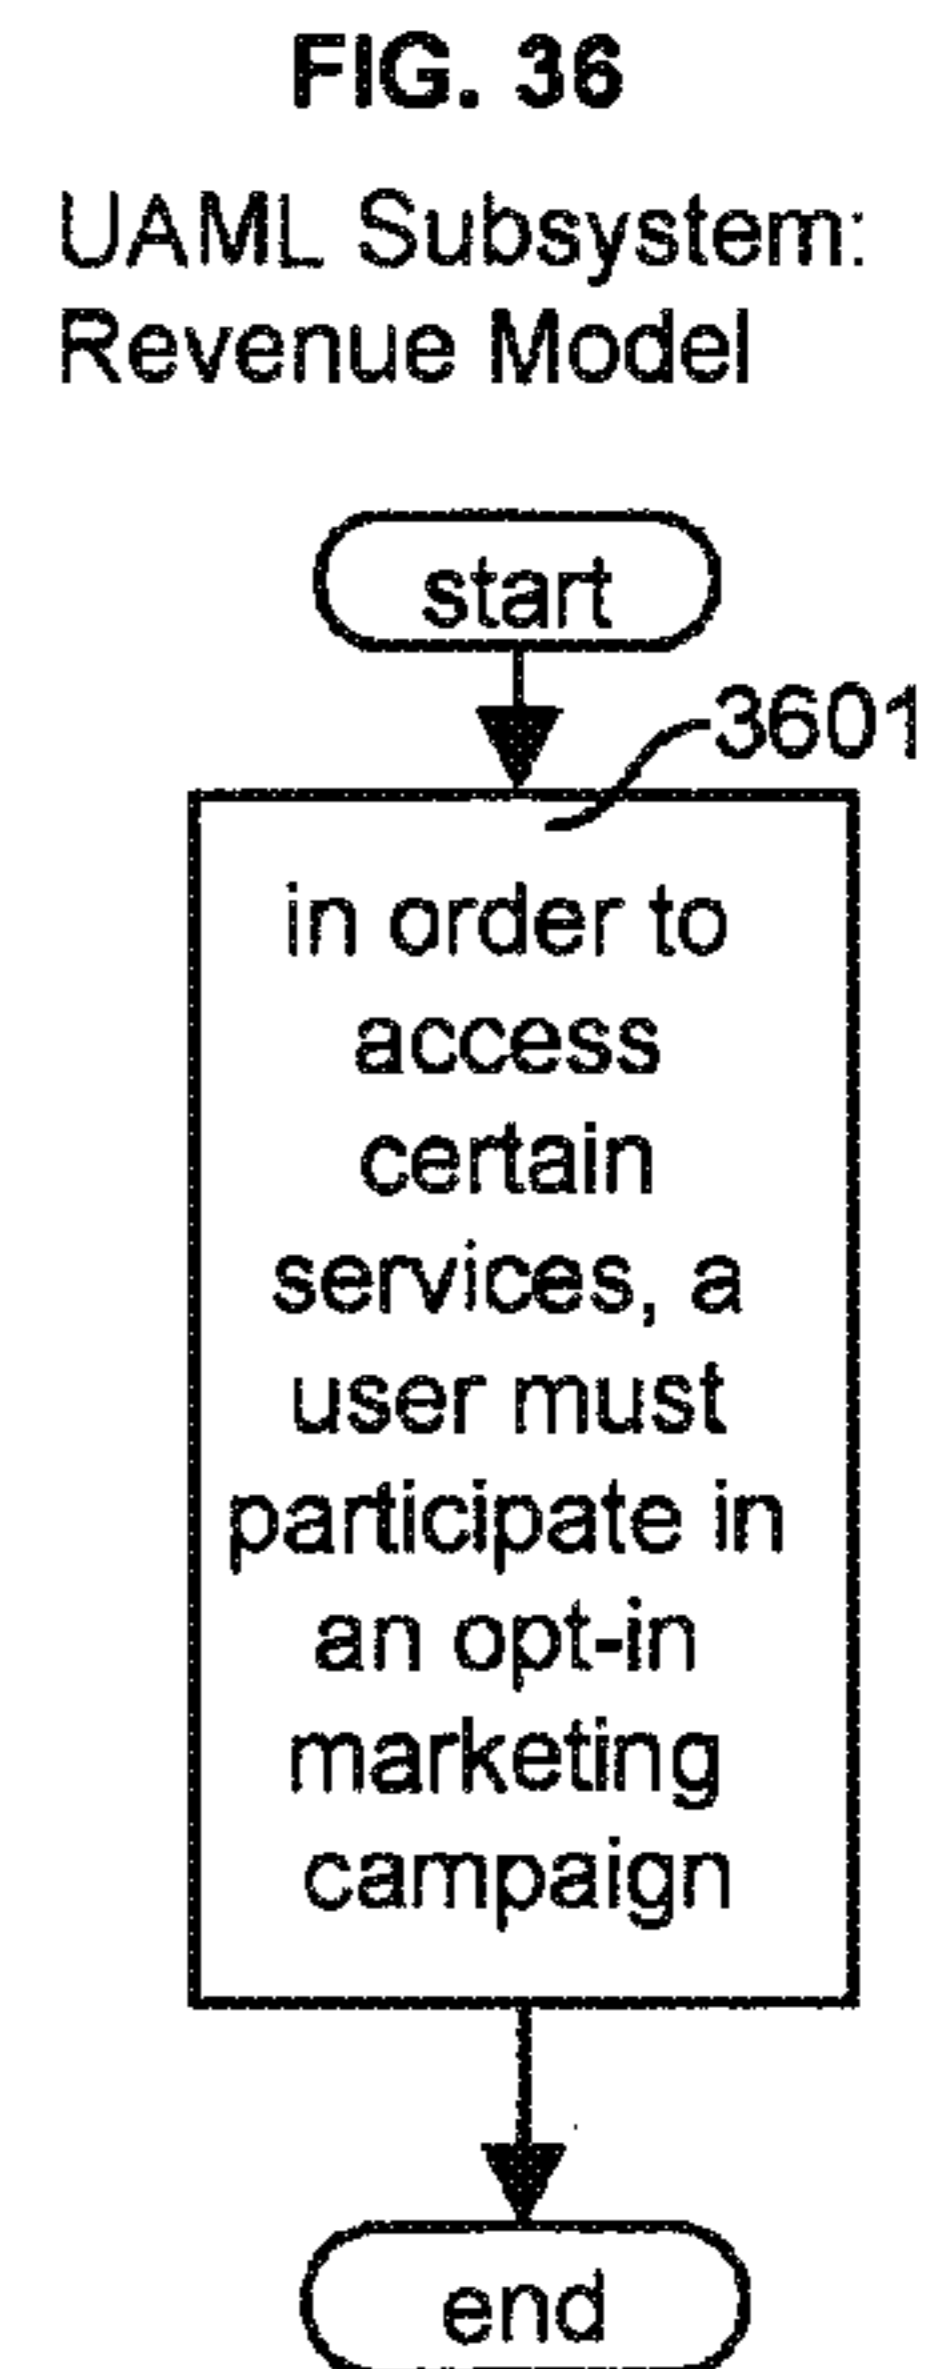 FIG. 36
UAML Subsystem:
Revenue Model
start
3601
in order to
access
certain
services, a
user must
participate in
an opt-in
marketing
campaign
end